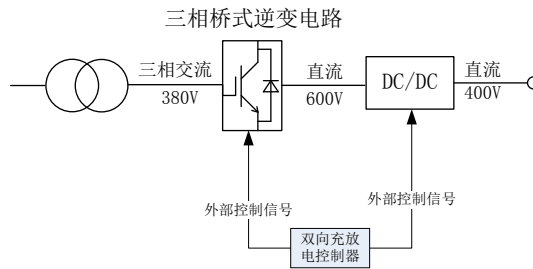 三相桥式逆变电路
三相交流
380V
直流
600V
DC/DC
直流
400V
外部控制信号
外部控制信号
双向充放
电控制器